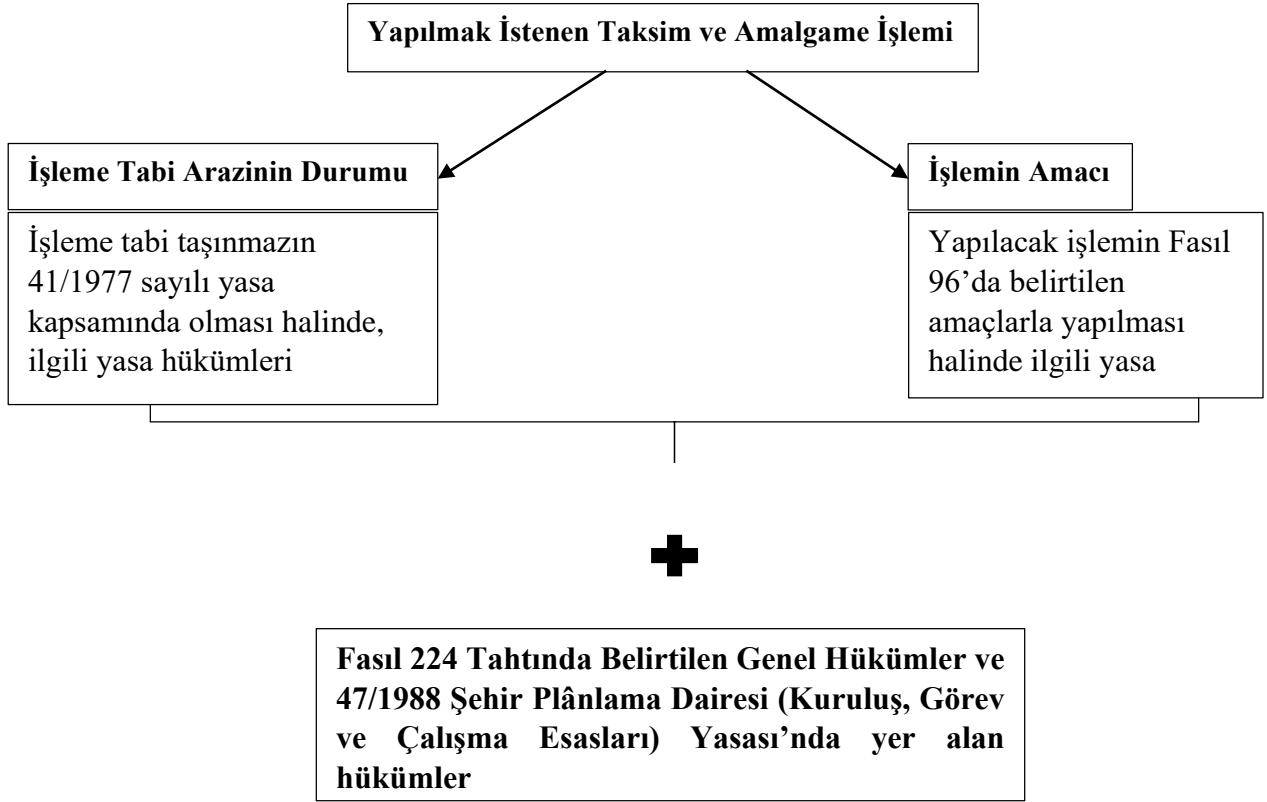 Yapılmak İstenen Taksim ve Amalgame İşlemi
İşleme Tabi Arazinin Durumu
İşleme tabi taşınmazın
41/1977 sayılı yasa
kapsamında olması halinde,
ilgili yasa hükümleri
İşlemin Amacı
Yapılacak işlemin Fasıl
96’da belirtilen
amaçlarla yapılması
halinde ilgili yasa
Fasıl 224 Tahtında Belirtilen Genel Hükümler ve
47/1988 Şehir Plânlama Dairesi (Kuruluş, Görev
ve Çalışma Esasları) Yasası’nda yer alan
hükümler